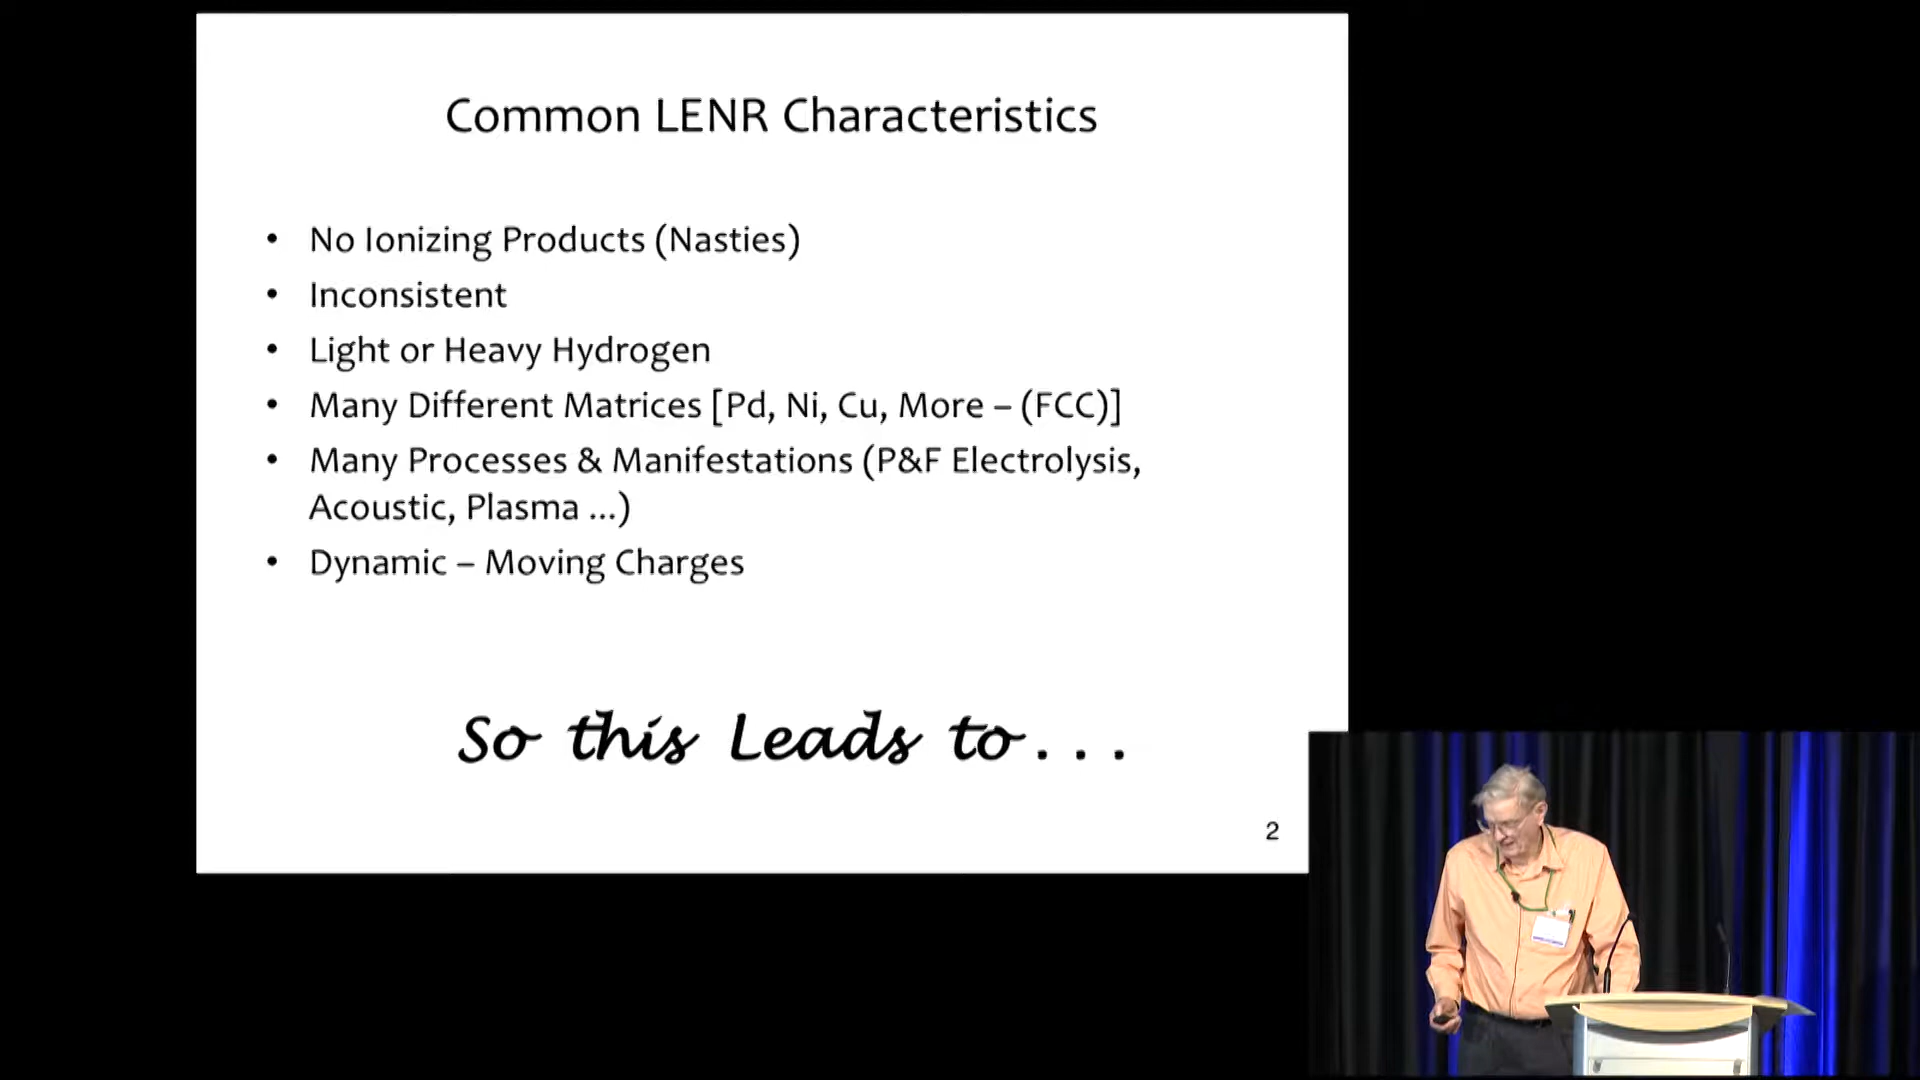 Common LENR Characteristics
• No Ionizing Products (Nasties)
• Inconsistent
• Light or Heavy Hydrogen
• Many Different Matrices [Pd, Ni, Cu, More – (FCC)]
• Many Processes & Manifestations (P&F Electrolysis,
Acoustic, Plasma ...)
• Dynamic – Moving Charges
So this Leads to . . .
2